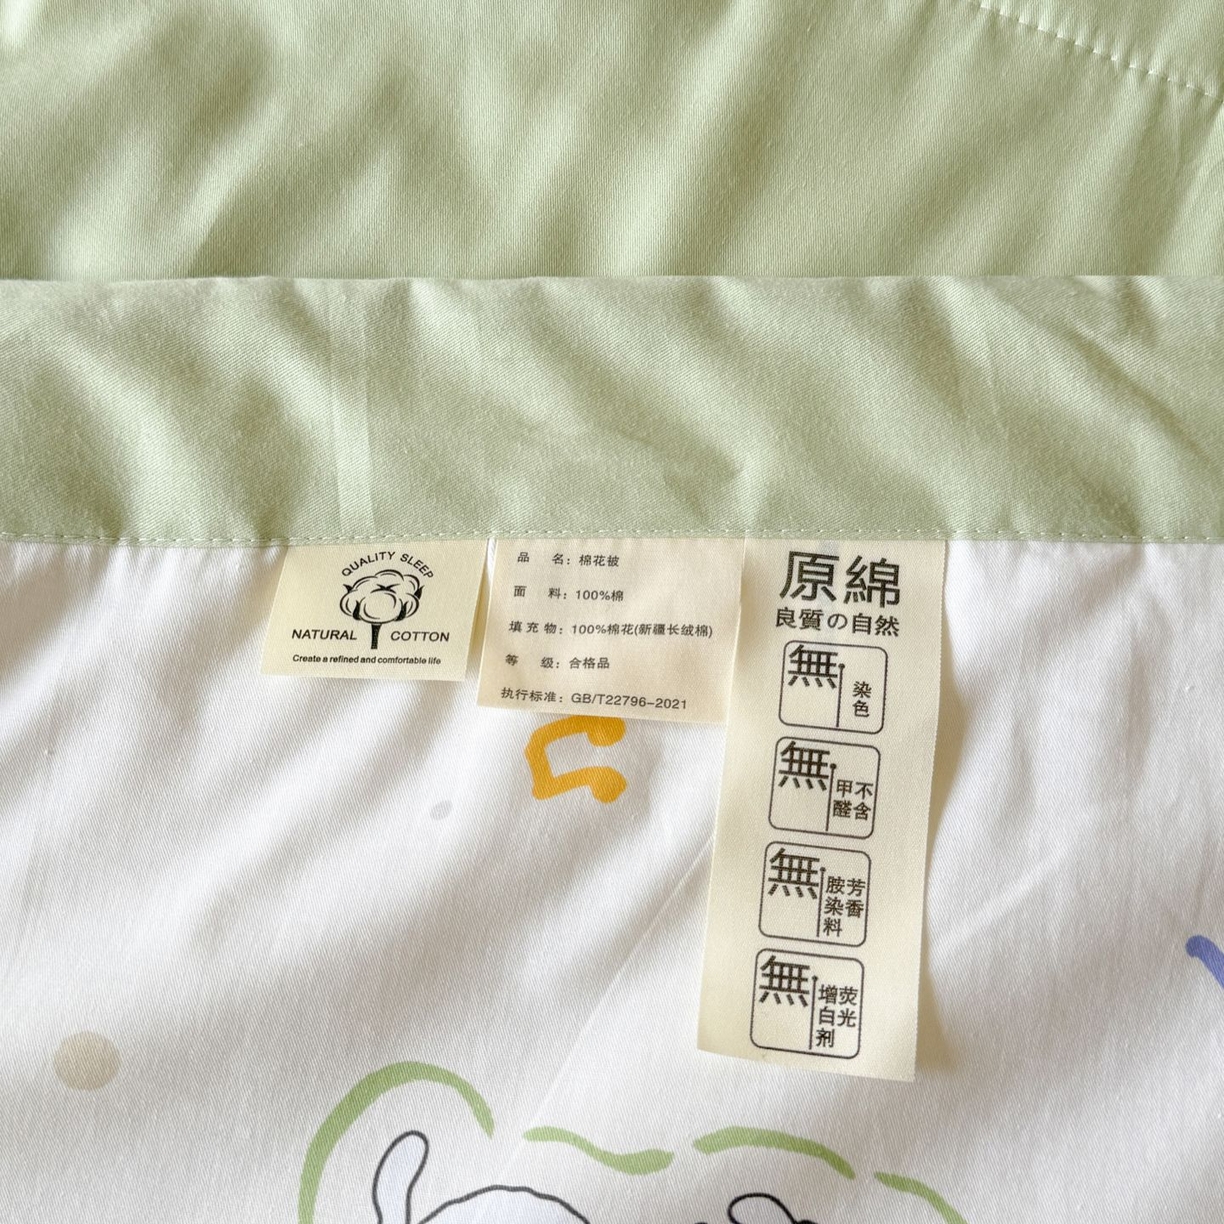 QUALITY SLEEP
NATURAL COTTON
Create a refined and comfortable life
品 名：棉花被
面 料：100%棉
填 充 物：100%棉花(新疆长绒棉)
等 级：合格品
执行标准：GB/T22796-2021
原綿
良質の自然
無 染色
無 不含甲醛
無 芳香胺染料
無 荧光增白剂